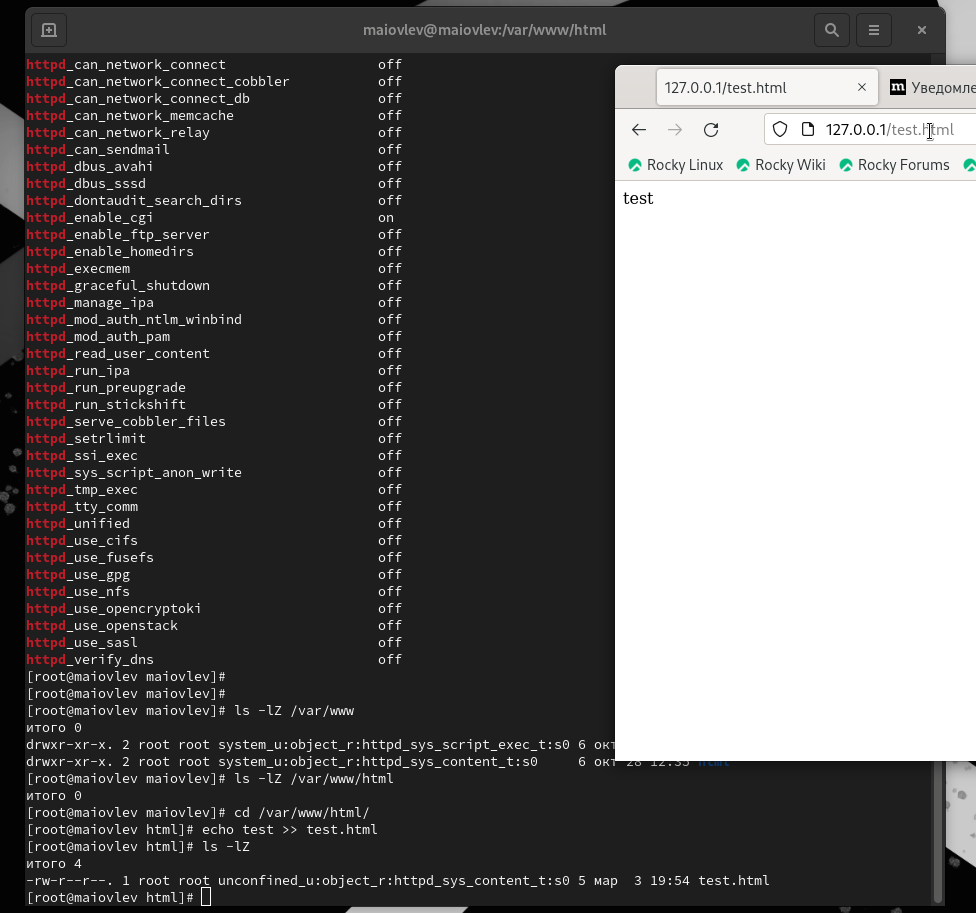 maiovlev@maiovlev:/var/www/html
httpd_can_network_connect off
httpd_can_network_connect_cobbler off
httpd_can_network_connect_db off
httpd_can_network_memcache off
httpd_can_network_relay off
httpd_can_sendmail off
httpd_dbus_avahi off
httpd_dbus_sssd off
httpd_dontaudit_search_dirs off
httpd_enable_cgi on
httpd_enable_ftp_server off
httpd_enable_homedirs off
httpd_execmem off
httpd_graceful_shutdown off
httpd_manage_ipa off
httpd_mod_auth_ntlm_winbind off
httpd_mod_auth_pam off
httpd_read_user_content off
httpd_run_ipa off
httpd_run_preupgrade off
httpd_run_stickshift off
httpd_serve_cobbler_files off
httpd_setrlimit off
httpd_ssi_exec off
httpd_sys_script_anon_write off
httpd_tmp_exec off
httpd_tty_comm off
httpd_unified off
httpd_use_cifs off
httpd_use_fusefs off
httpd_use_gpg off
httpd_use_nfs off
httpd_use_opencryptoki off
httpd_use_openstack off
httpd_use_sasl off
httpd_verify_dns off
[root@maiovlev maiovlev]#
[root@maiovlev maiovlev]#
[root@maiovlev maiovlev]# ls -lZ /var/www
итого 0
drwxr-xr-x. 2 root root system_u:object_r:httpd_sys_script_exec_t:s0 6 окт
drwxr-xr-x. 2 root root system_u:object_r:httpd_sys_content_t:s0 6 окт 28 12:35 html
[root@maiovlev maiovlev]# ls -lZ /var/www/html
итого 0
[root@maiovlev maiovlev]# cd /var/www/html/
[root@maiovlev html]# echo test >> test.html
[root@maiovlev html]# ls -lZ
итого 4
-rw-r--r--. 1 root root unconfined_u:object_r:httpd_sys_content_t:s0 5 мар 3 19:54 test.html
[root@maiovlev html]#
127.0.0.1/test.html
m Уведомле
127.0.0.1/test.html
Rocky Linux Rocky Wiki Rocky Forums
test